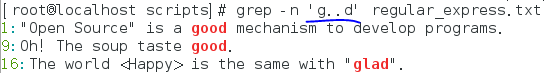 [root@localhost scripts]# grep -n 'g..d' regular_express.txt
1:"Open Source" is a good mechanism to develop programs.
9:Oh! The soup taste good.
16:The world <Happy> is the same with "glad".